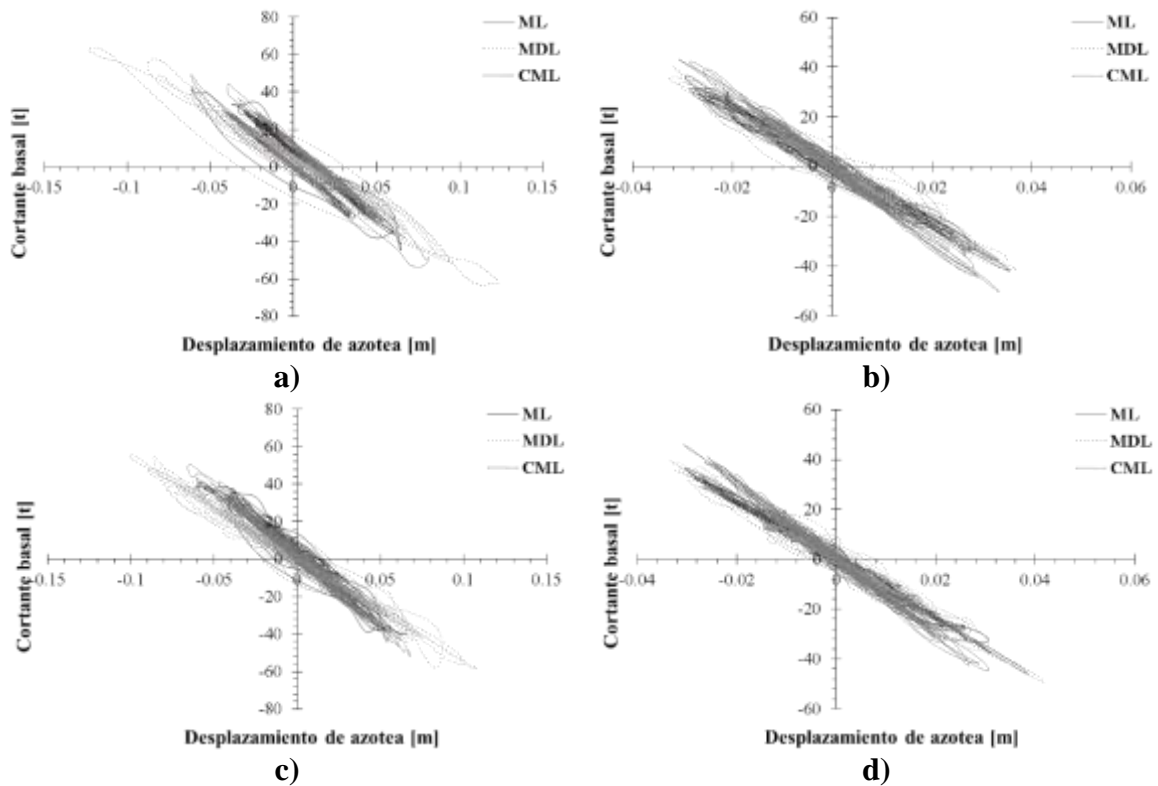 80
60
40
20
0
-20
-40
-60
-80
-0.15 -0.1 -0.05 0 0.05 0.1 0.15
Cortante basal [t]
Desplazamiento de azotea [m]
ML
MDL
CML
a)
60
40
20
0
-20
-40
-60
-0.04 -0.02 0 0.02 0.04 0.06
Cortante basal [t]
Desplazamiento de azotea [m]
ML
MDL
CML
b)
80
60
40
20
0
-20
-40
-60
-80
-0.15 -0.1 -0.05 0 0.05 0.1 0.15
Cortante basal [t]
Desplazamiento de azotea [m]
ML
MDL
CML
c)
60
40
20
0
-20
-40
-60
-0.04 -0.02 0 0.02 0.04 0.06
Cortante basal [t]
Desplazamiento de azotea [m]
ML
MDL
CML
d)